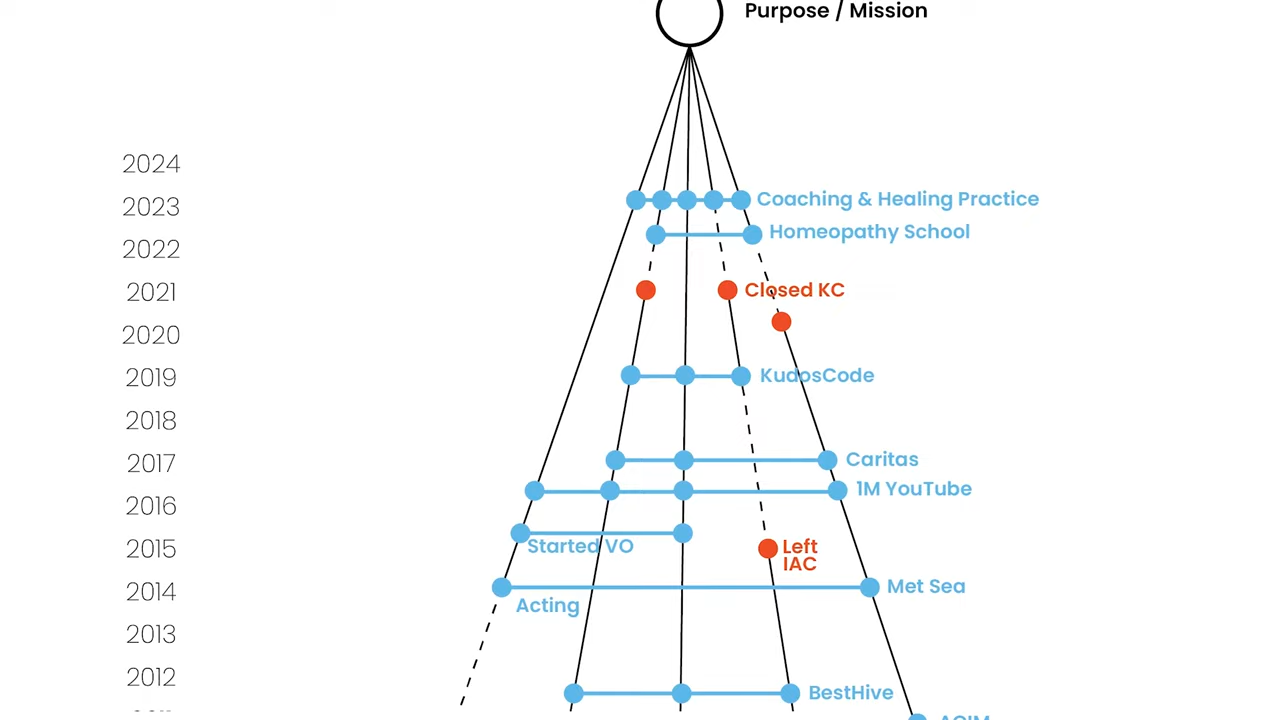 Purpose / Mission
2024
2023
Coaching & Healing Practice
2022
Homeopathy School
2021
Closed KC
2020
2019
KudosCode
2018
2017
Caritas
2016
1M YouTube
2015
Started VO
Left
IAC
2014
Met Sea
Acting
2013
2012
BestHive